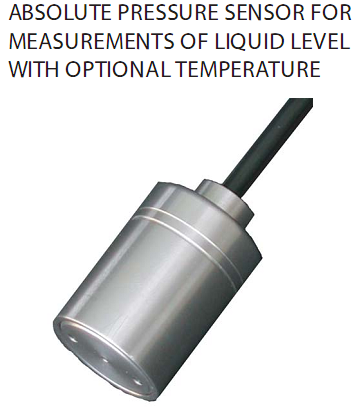 ABSOLUTE PRESSURE SENSOR FOR
MEASUREMENTS OF LIQUID LEVEL
WITH OPTIONAL TEMPERATURE